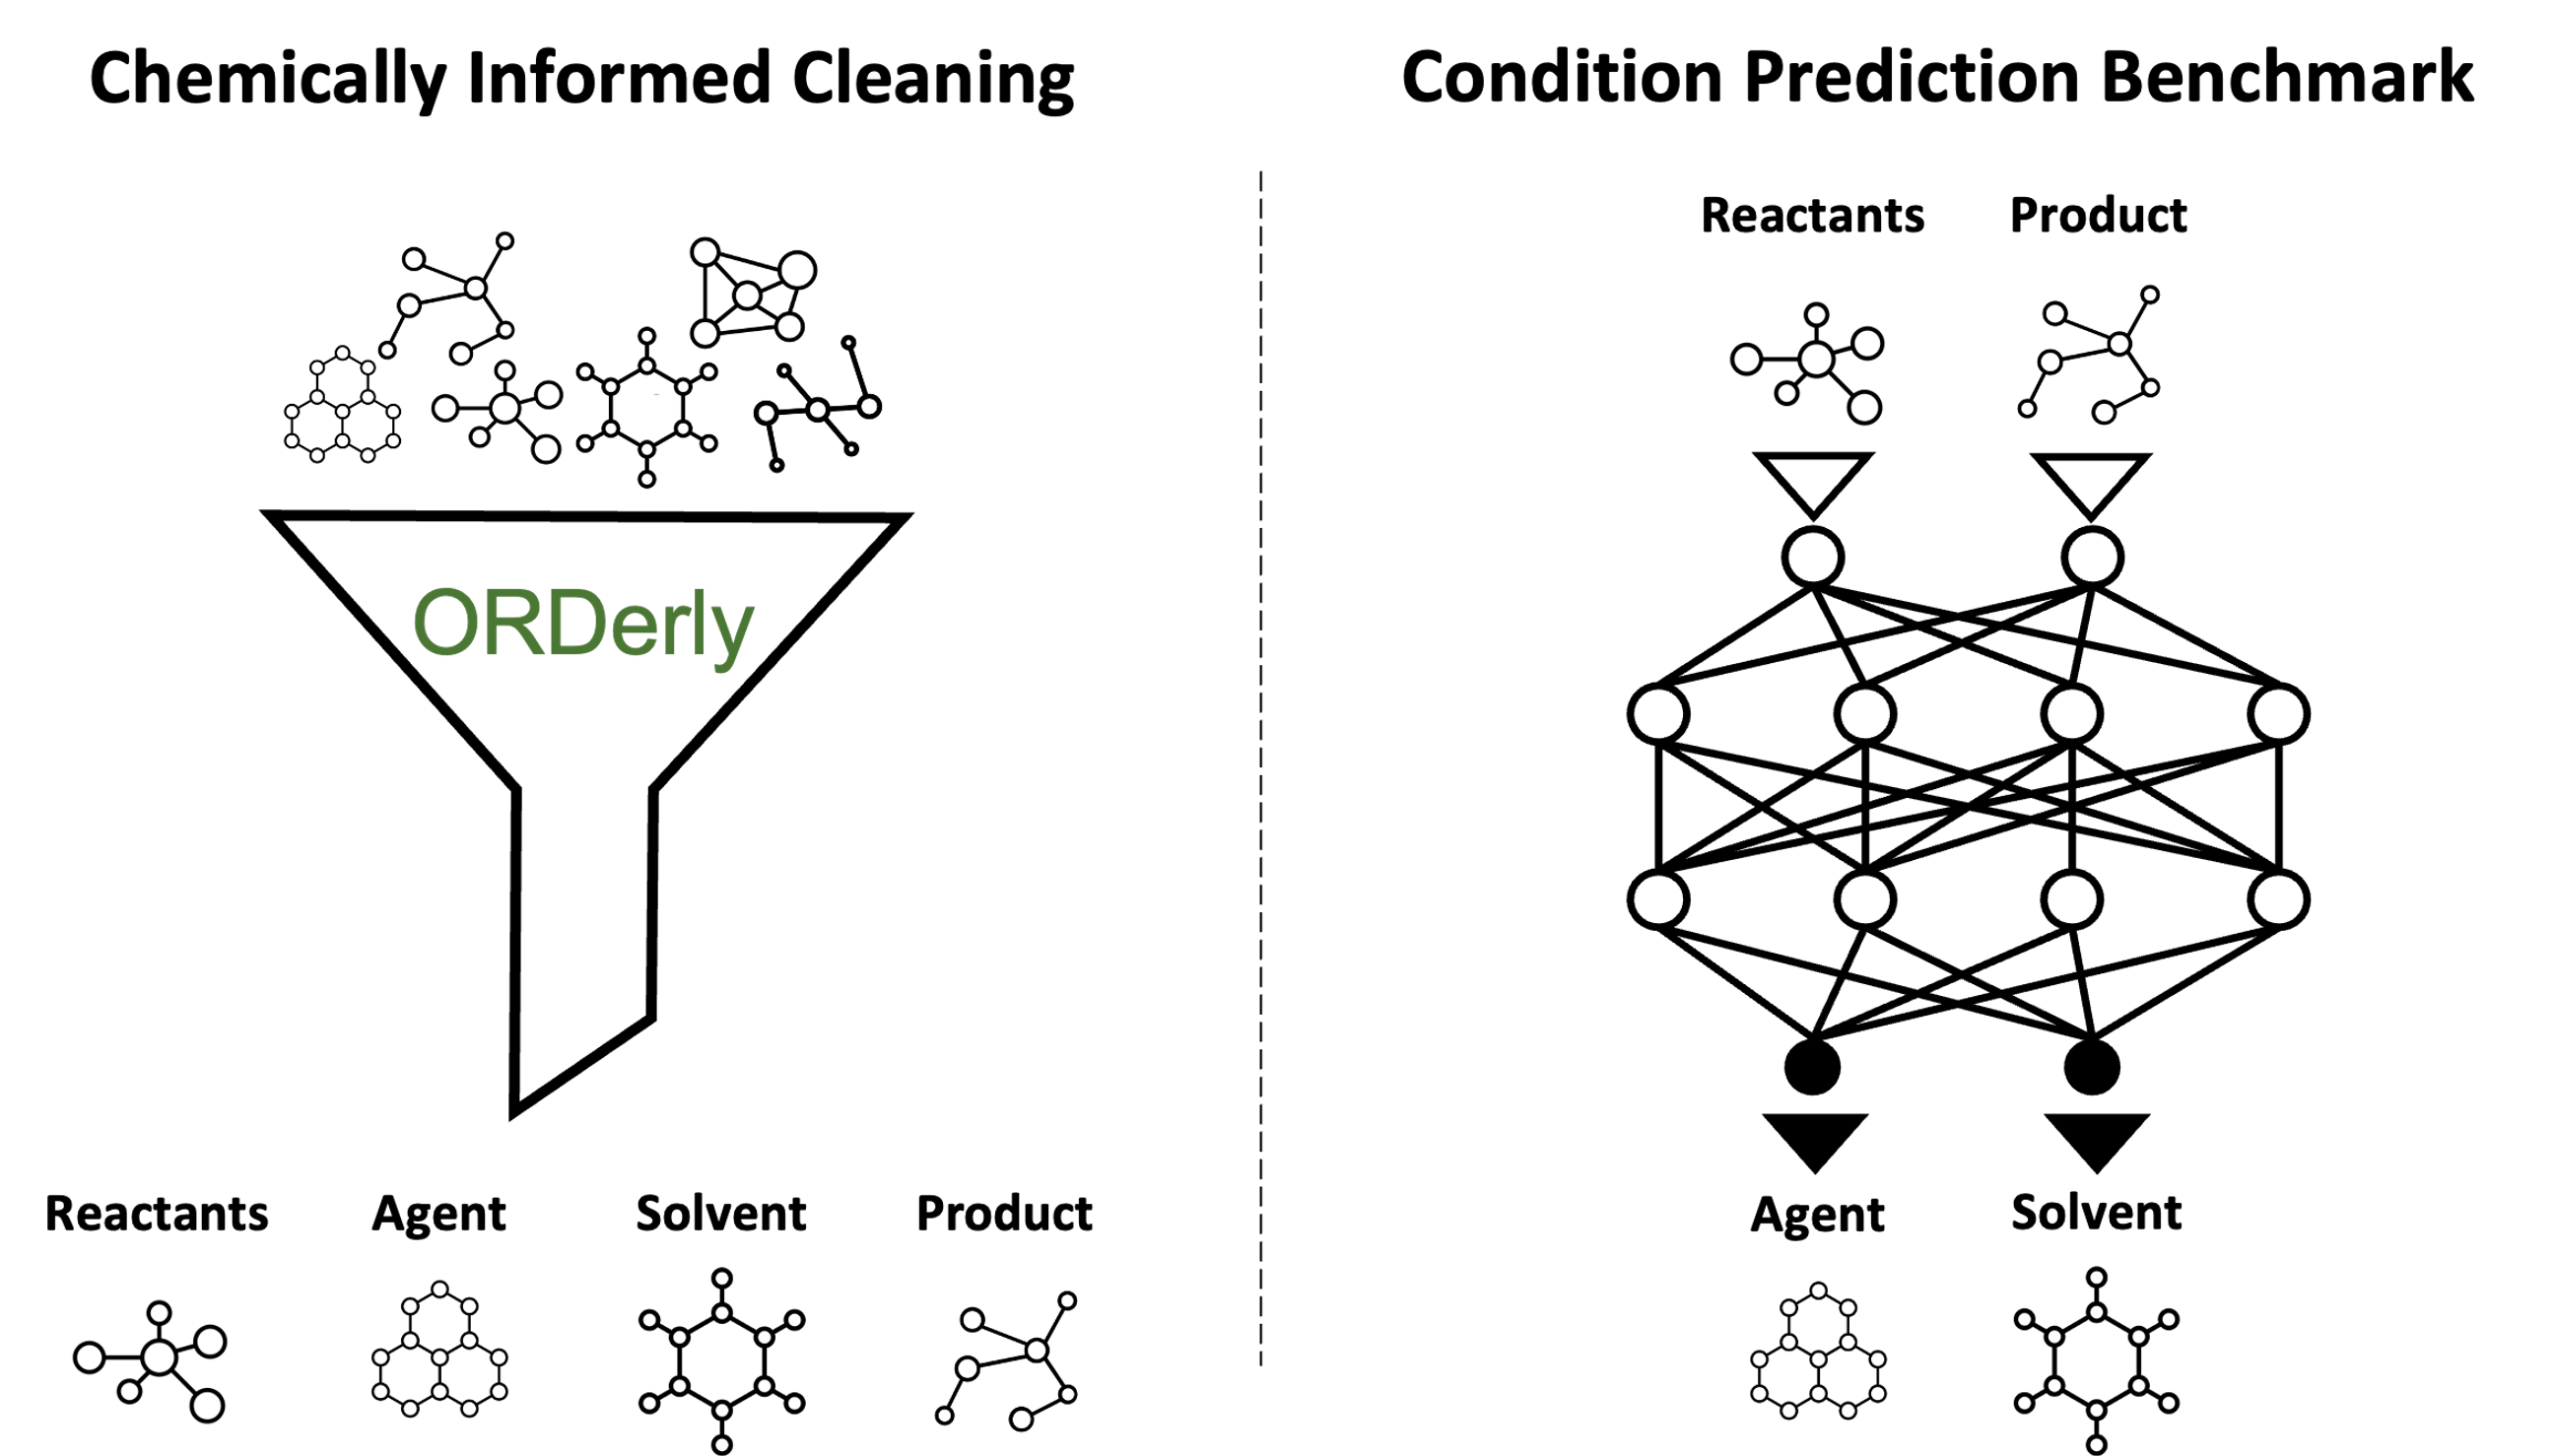 Chemically Informed Cleaning
ORDerly
Reactants Agent Solvent Product
Condition Prediction Benchmark
Reactants Product
Agent Solvent